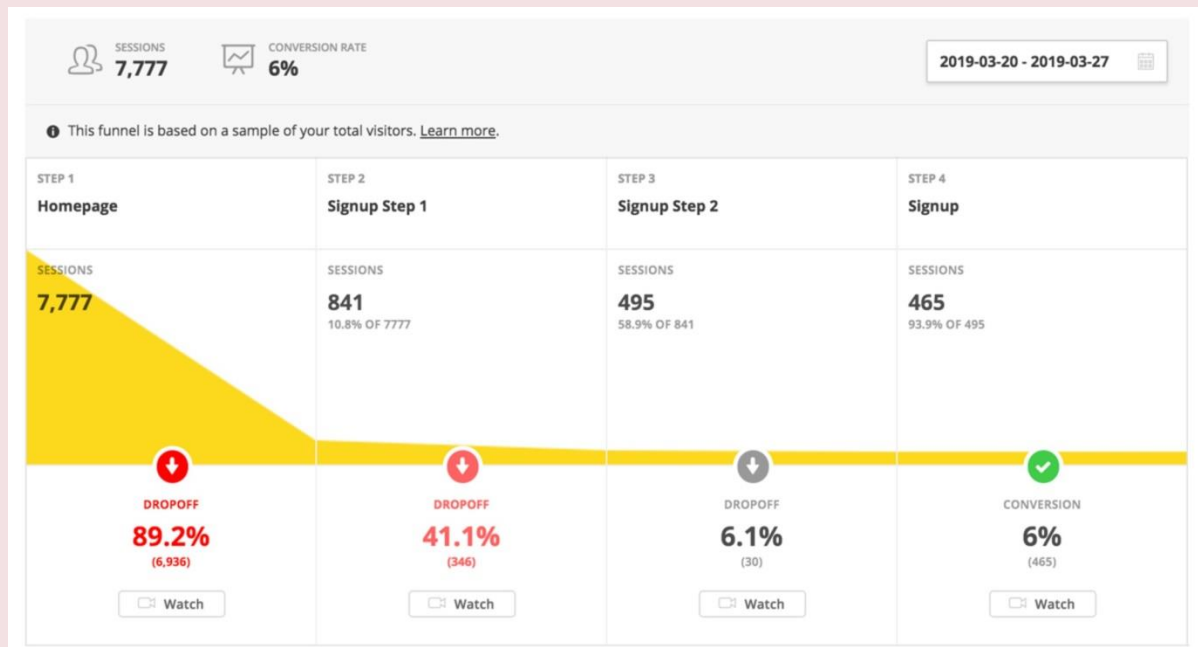 SESSIONS
7,777
CONVERSION RATE
6%
2019-03-20 - 2019-03-27
This funnel is based on a sample of your total visitors. Learn more.
STEP 1
Homepage
STEP 2
Signup Step 1
STEP 3
Signup Step 2
STEP 4
Signup
SESSIONS
7,777
SESSIONS
841
10.8% OF 7777
SESSIONS
495
58.9% OF 841
SESSIONS
465
93.9% OF 495
DROPOFF
89.2%
(6,936)
Watch
DROPOFF
41.1%
(346)
Watch
DROPOFF
6.1%
(30)
Watch
CONVERSION
6%
(465)
Watch